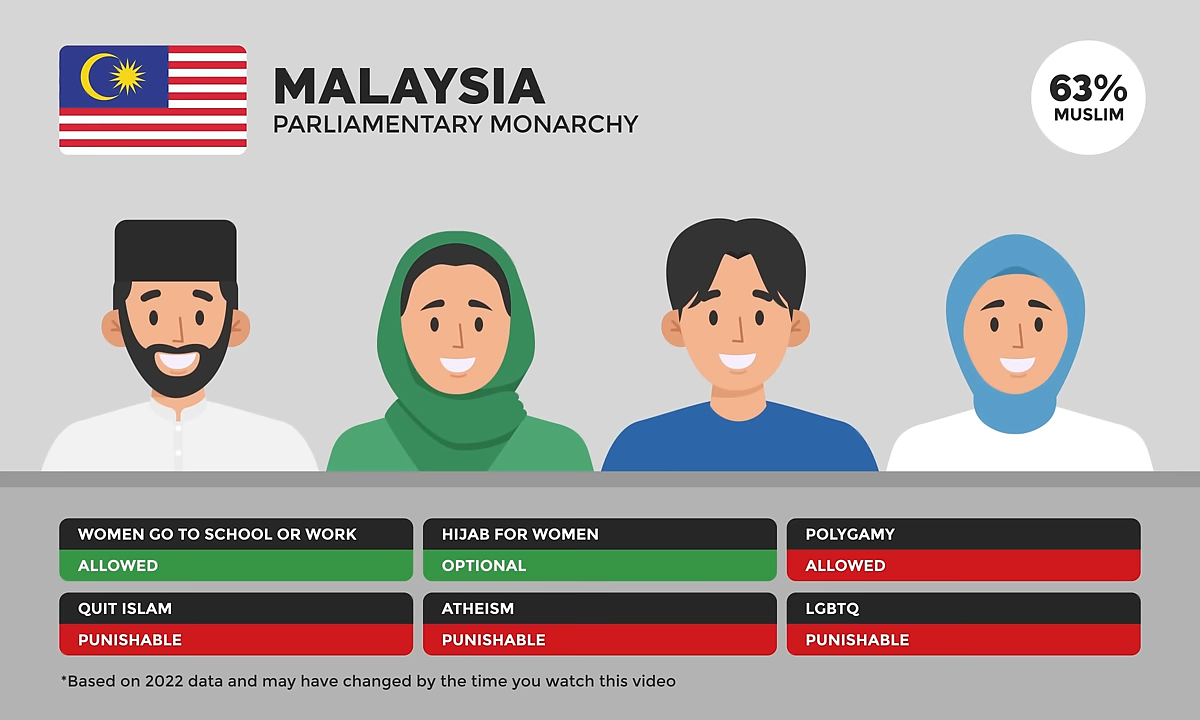 MALAYSIA
PARLIAMENTARY MONARCHY
63%
MUSLIM
WOMEN GO TO SCHOOL OR WORK
ALLOWED
HIJAB FOR WOMEN
OPTIONAL
POLYGAMY
ALLOWED
QUIT ISLAM
PUNISHABLE
ATHEISM
PUNISHABLE
LGBTQ
PUNISHABLE
*Based on 2022 data and may have changed by the time you watch this video